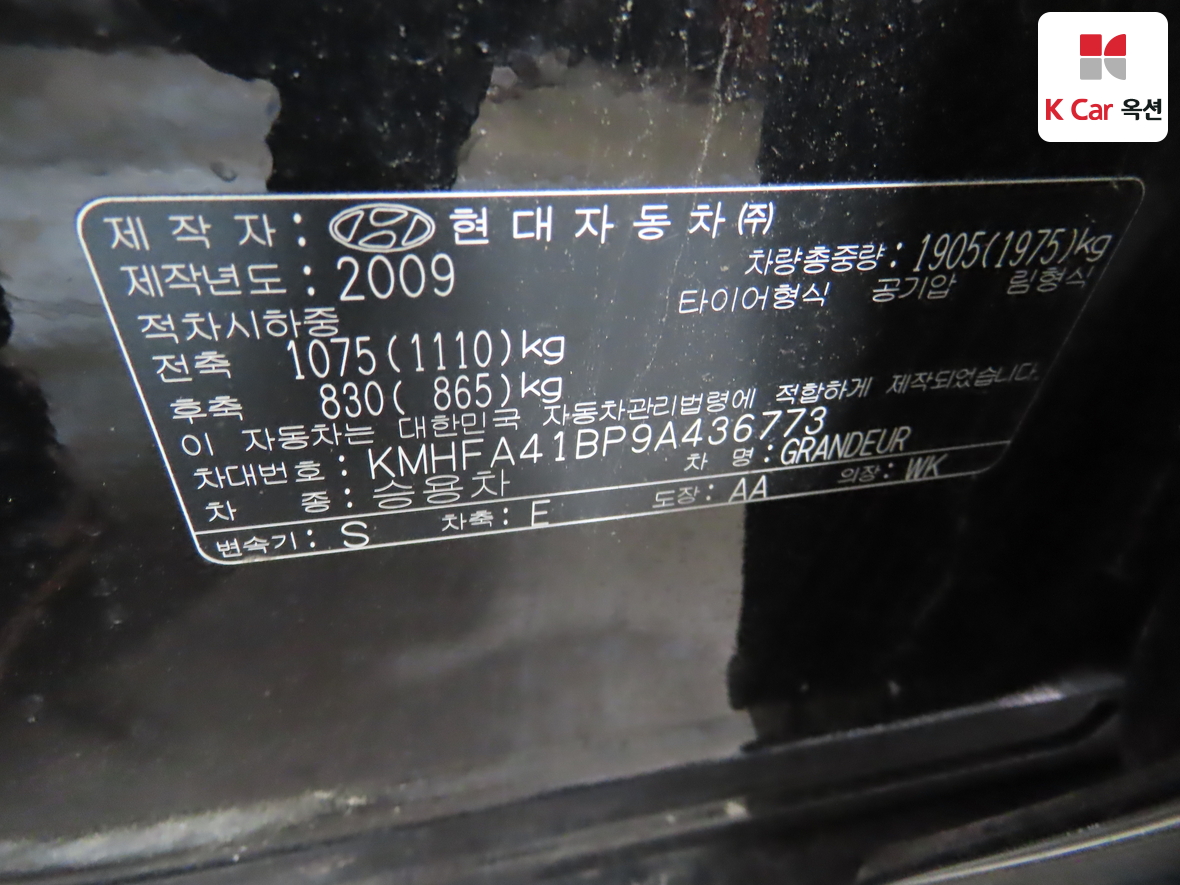 K Car 옥션
제 작 자 : 현 대 자 동 차 ㈜
제작년도 : 2009
차량총중량: 1905(1975)kg
적차시하중
타이어형식 공기압 림형식
전축 1075(1110)kg
후축 830( 865)kg
이 자동차는 대한민국 자동차관리법령에 적합하게 제작되었습니다.
차대번호 : KMHFA41BP9A436773
차 종 : 승용차 차 명 : GRANDEUR
변속기 : S 차축 : E 도장 : AA 의장 : WK